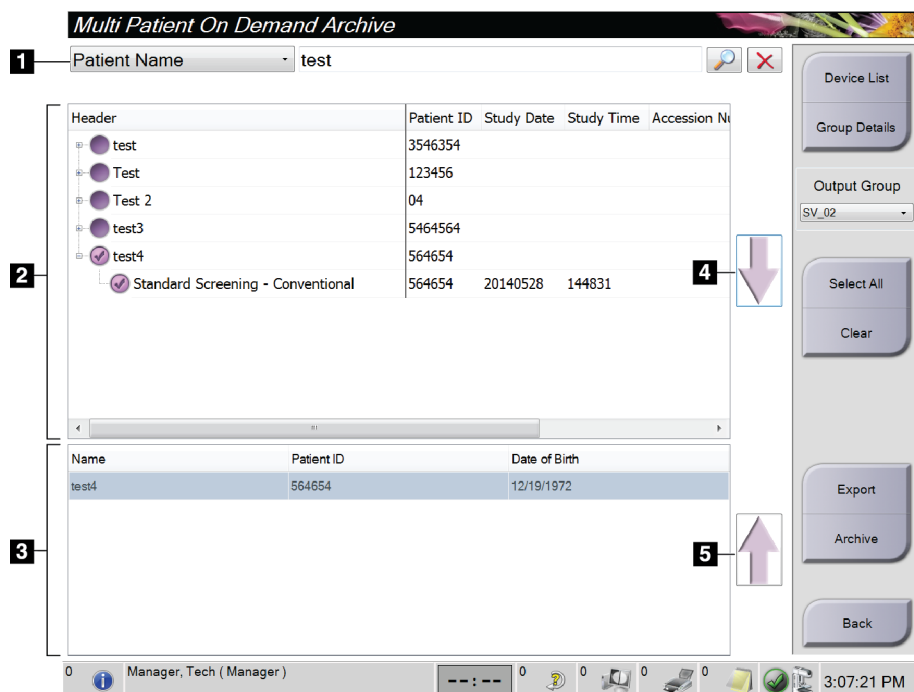 Multi Patient On Demand Archive
1 Patient Name test
Device List
Group Details
Output Group
SV_02
Select All
Clear
Export
Archive
Back
2
Header Patient ID Study Date Study Time Accession Nu
test 3546354
Test 123456
Test 2 04
test3 5464564
test4 564654
Standard Screening - Conventional 564654 20140528 144831
4
3
Name Patient ID Date of Birth
test4 564654 12/19/1972
5
0 Manager, Tech ( Manager ) --:-- 0 0 0 0 3:07:21 PM